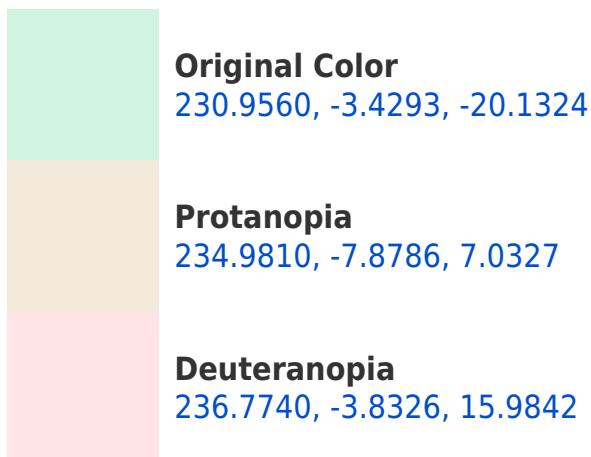 Original Color
230.9560, -3.4293, -20.1324
Protanopia
234.9810, -7.8786, 7.0327
Deuteranopia
236.7740, -3.8326, 15.9842